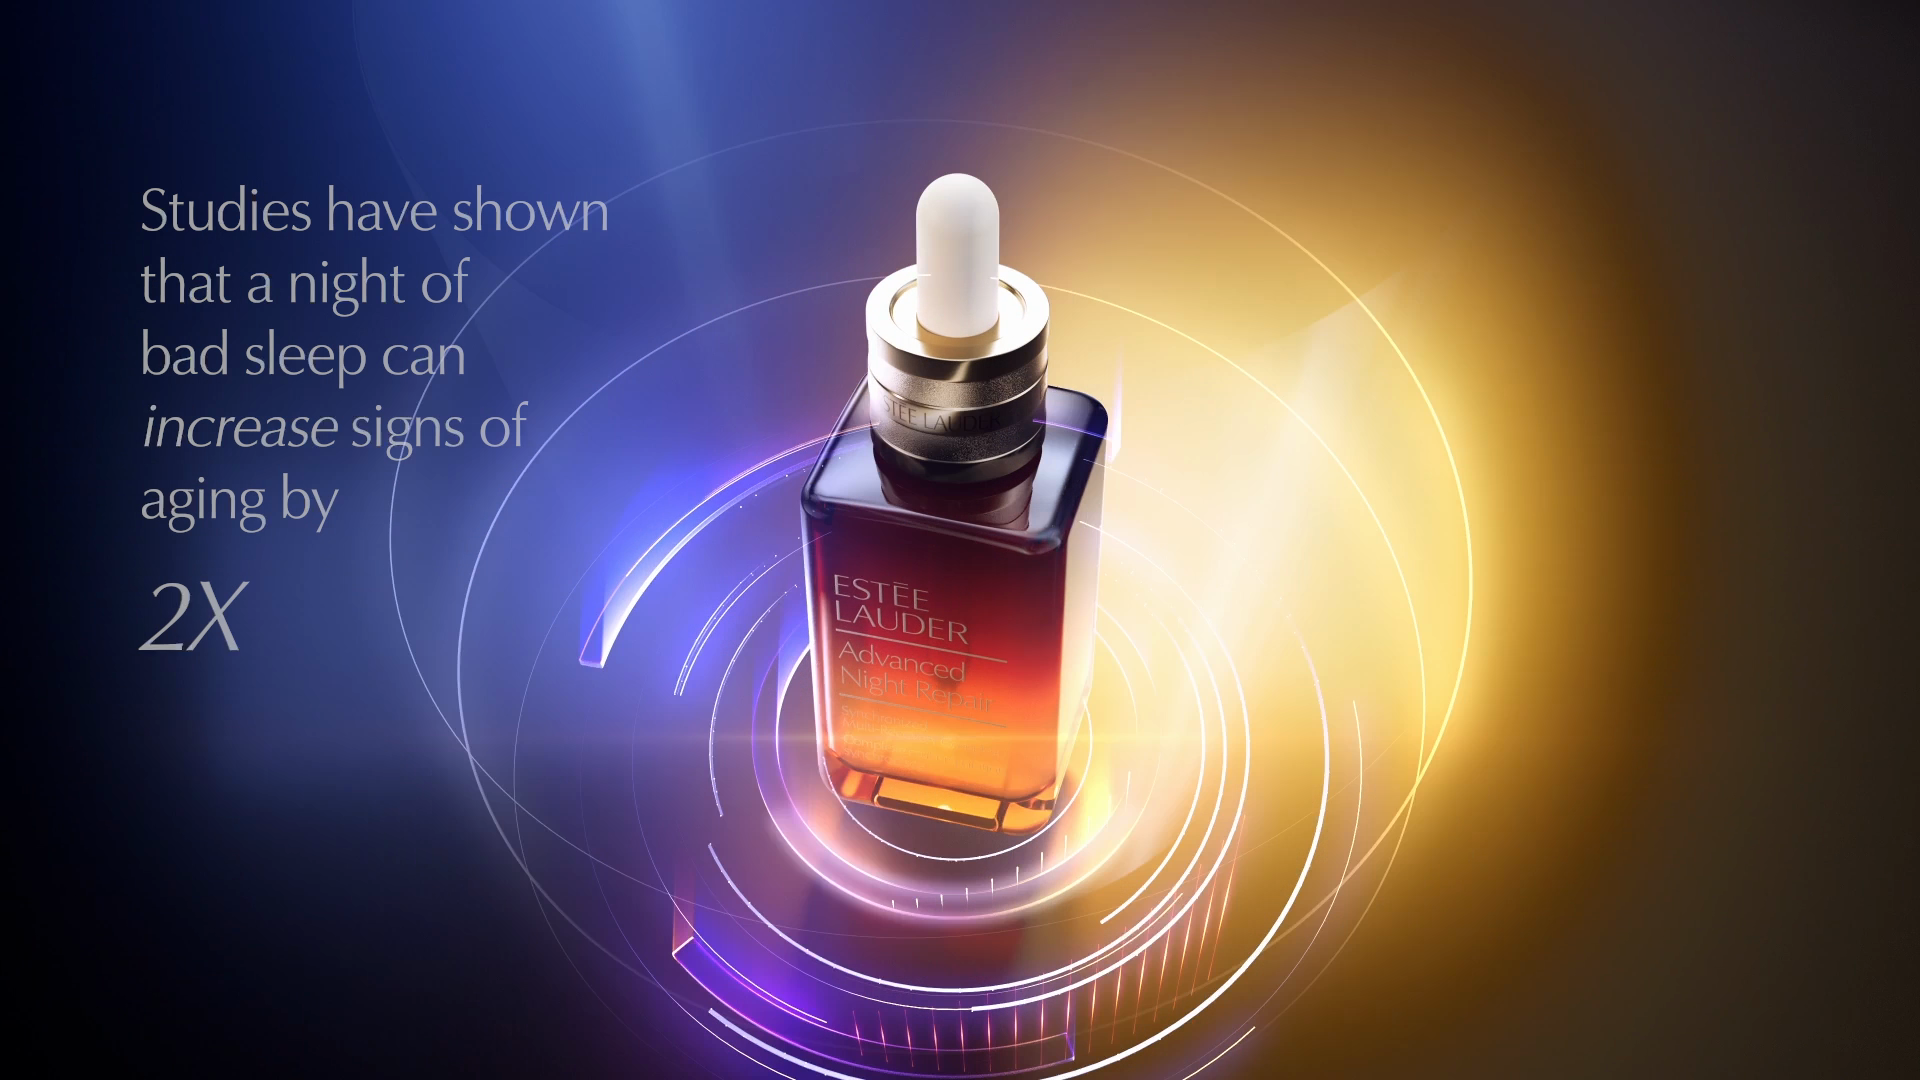 Studies have shown
that a night of
bad sleep can
increase signs of
aging by
2X
ESTĒE LAUDER
ESTĒE
LAUDER
Advanced
Night Repair